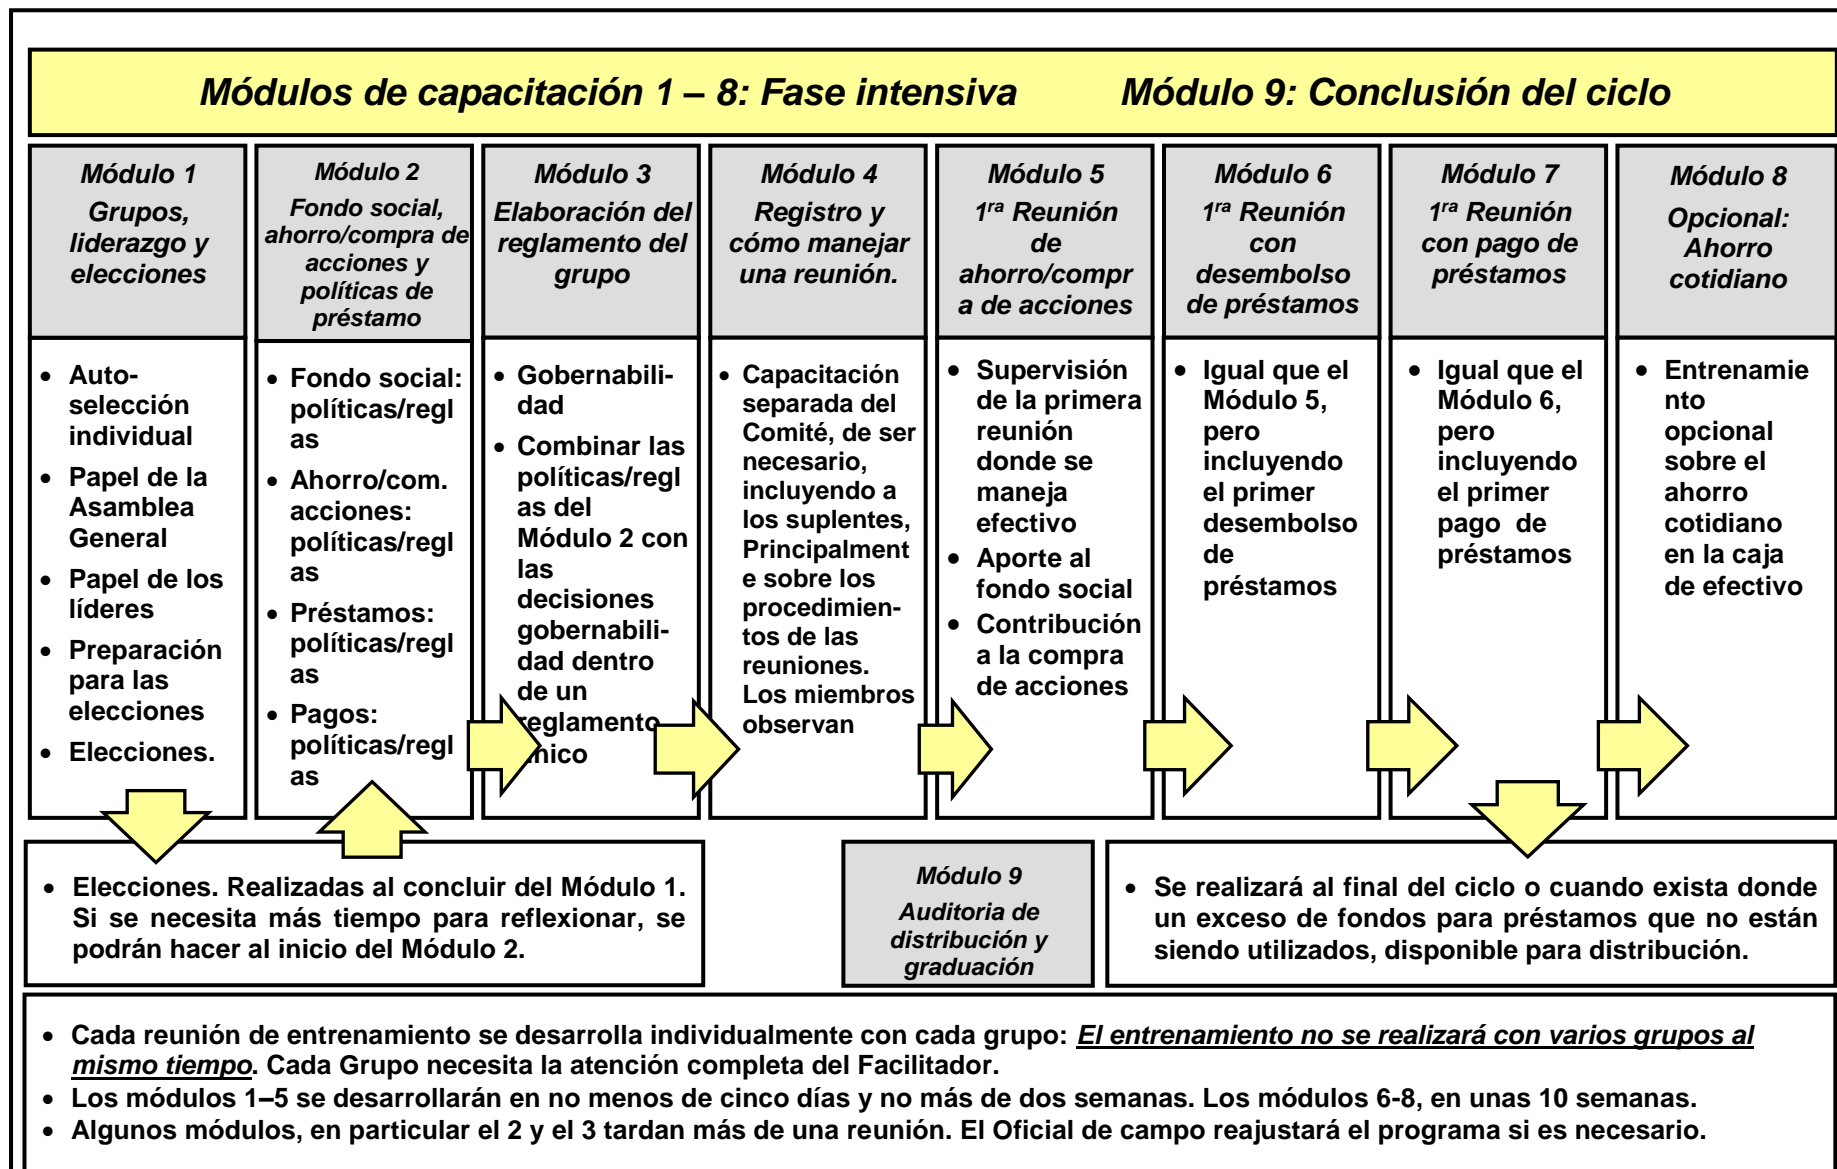 Módulos de capacitación 1 – 8: Fase intensiva Módulo 9: Conclusión del ciclo
Módulo 1
Grupos,
liderazgo y
elecciones
Módulo 2
Fondo social,
ahorro/compra de
acciones y
políticas de
préstamo
Módulo 3
Elaboración del
reglamento del
grupo
Módulo 4
Registro y
cómo manejar
una reunión.
Módulo 5
1ra Reunión
de
ahorro/compr
a de acciones
Módulo 6
1ra Reunión
con
desembolso
de préstamos
Módulo 7
1ra Reunión
con pago de
préstamos
Módulo 8
Opcional:
Ahorro
cotidiano
• Auto-
selección
individual
• Papel de la
Asamblea
General
• Papel de los
líderes
• Preparación
para las
elecciones
• Elecciones.
• Fondo social:
políticas/regl
as
• Ahorro/com.
acciones:
políticas/regl
as
• Préstamos:
políticas/regl
as
• Pagos:
políticas/regl
as
• Gobernabili-
dad
• Combinar las
políticas/regl
as del
Módulo 2 con
las
decisiones
gobernabili-
dad dentro
de un
reglamento
• Capacitación
separada del
Comité, de ser
necesario,
incluyendo a
los suplentes,
Principalment
e sobre los
procedimien-
tos de las
reuniones.
Los miembros
observan
• Supervisión
de la primera
reunión
donde se
maneja
efectivo
• Aporte al
fondo social
• Contribución
a la compra
de acciones
• Igual que el
Módulo 5,
pero
incluyendo
el primer
desembolso
de
préstamos
• Igual que el
Módulo 6,
pero
incluyendo
el primer
pago de
préstamos
• Entrenamie
nto
opcional
sobre el
ahorro
cotidiano
en la caja
de efectivo
• Elecciones. Realizadas al concluir del Módulo 1.
Si se necesita más tiempo para reflexionar, se
podrán hacer al inicio del Módulo 2.
Módulo 9
Auditoria de
distribución y
graduación
• Se realizará al final del ciclo o cuando exista donde
un exceso de fondos para préstamos que no están
siendo utilizados, disponible para distribución.
• Cada reunión de entrenamiento se desarrolla individualmente con cada grupo: El entrenamiento no se realizará con varios grupos al
mismo tiempo. Cada Grupo necesita la atención completa del Facilitador.
• Los módulos 1–5 se desarrollarán en no menos de cinco días y no más de dos semanas. Los módulos 6-8, en unas 10 semanas.
• Algunos módulos, en particular el 2 y el 3 tardan más de una reunión. El Oficial de campo reajustará el programa si es necesario.